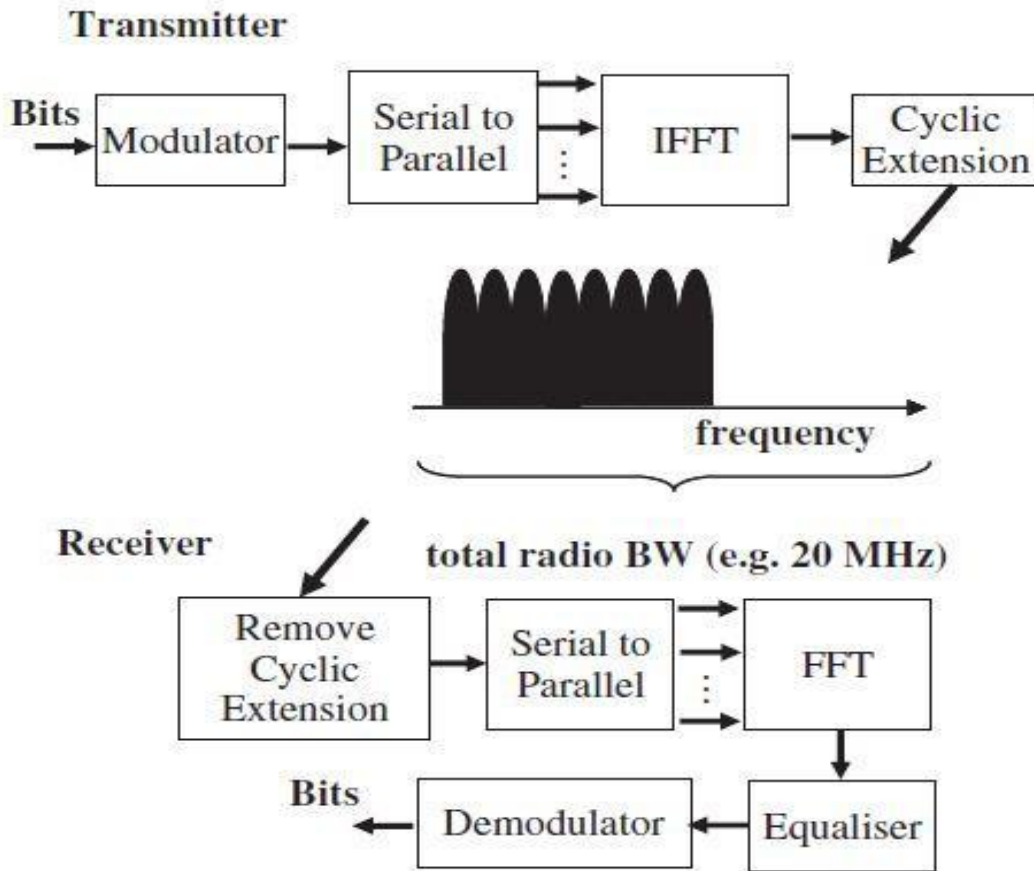 Transmitter
Bits
Modulator
Serial to
Parallel
IFFT
Cyclic
Extension
frequency
total radio BW (e.g. 20 MHz)
Receiver
Remove
Cyclic
Extension
Serial to
Parallel
FFT
Equaliser
Demodulator
Bits